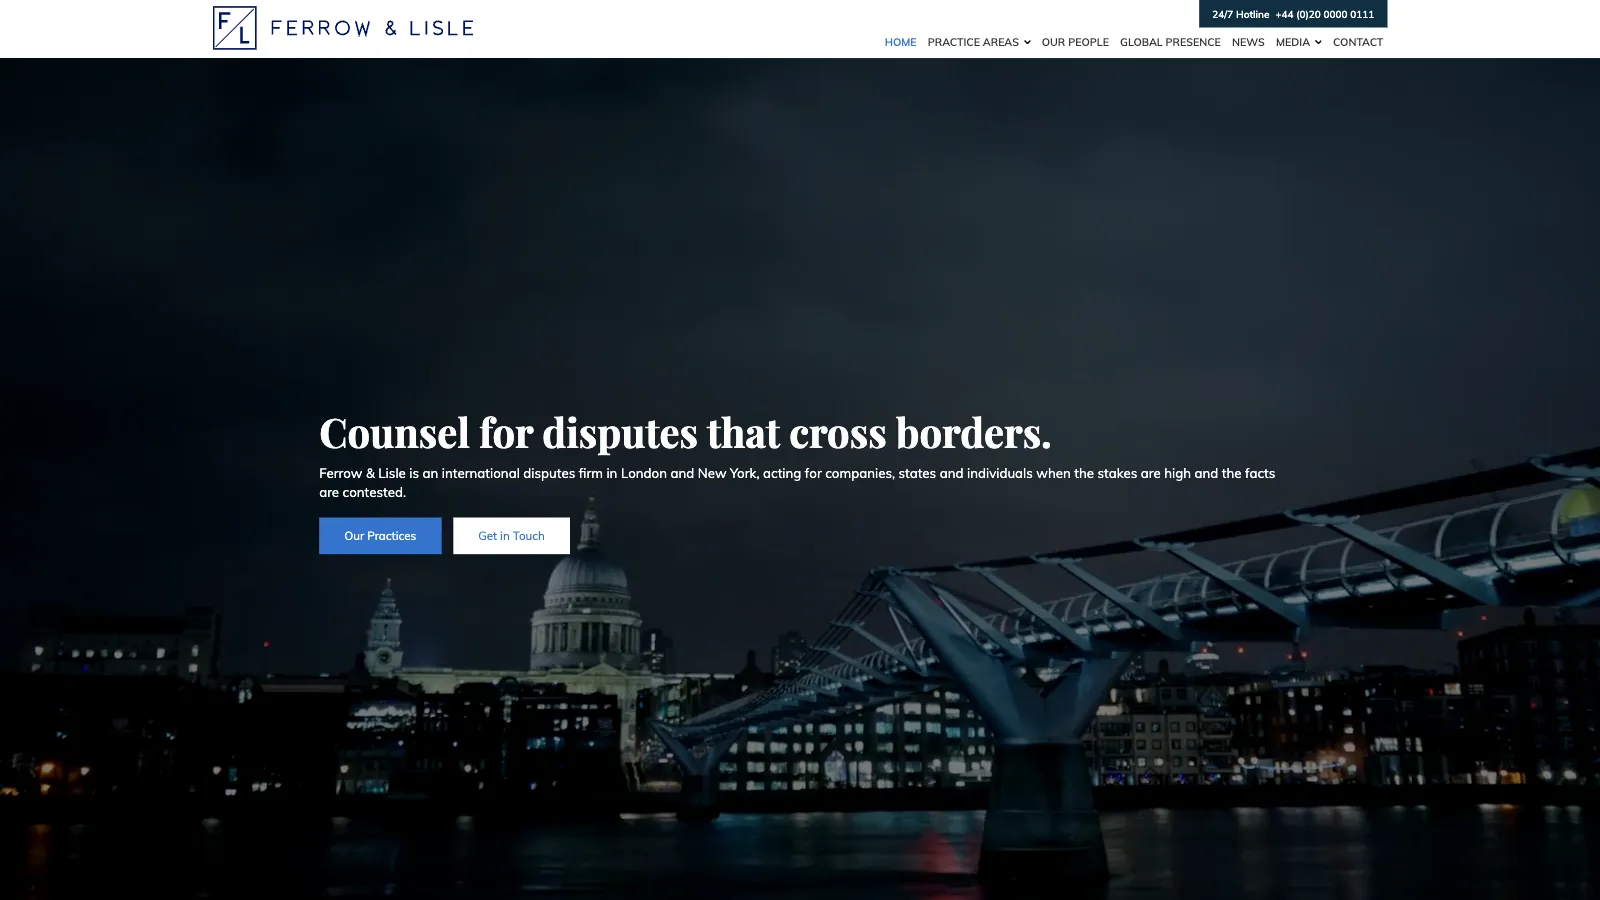 F L FERROW & LISLE
24/7 Hotline +44 (0)20 0000 0111
HOME PRACTICE AREAS OUR PEOPLE GLOBAL PRESENCE NEWS MEDIA CONTACT
Counsel for disputes that cross borders.
Ferrow & Lisle is an international disputes firm in London and New York, acting for companies, states and individuals when the stakes are high and the facts
are contested.
Our Practices Get in Touch